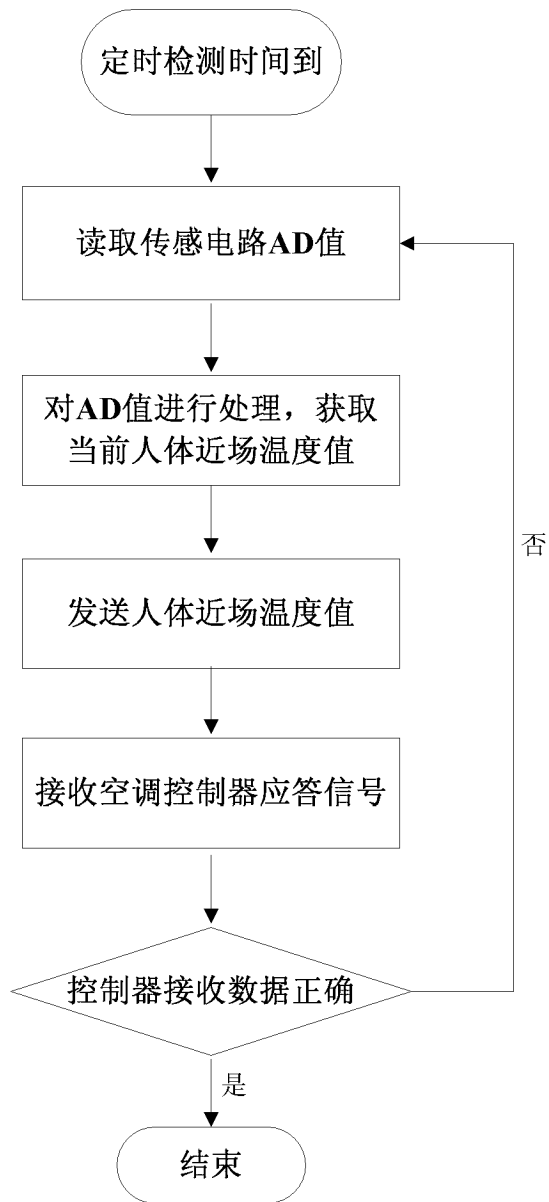 定时检测时间到
读取传感电路AD值
对AD值进行处理，获取
当前人体近场温度值
否
发送人体近场温度值
接收空调控制器应答信号
控制器接收数据正确
是
结束